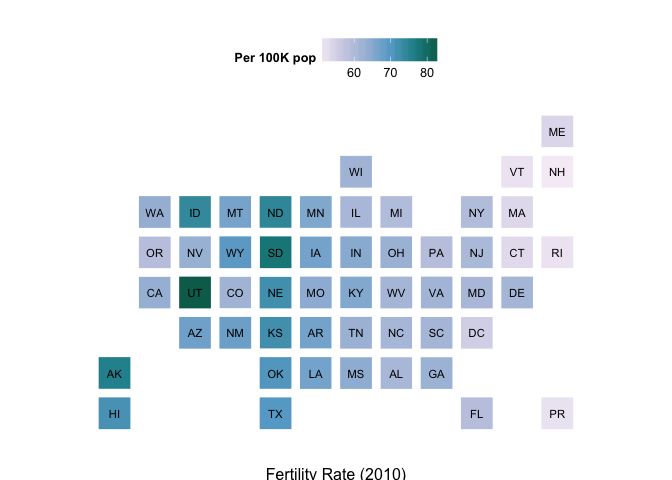 Per 100K pop
60 70 80
ME
WI VT NH
WA ID MT ND MN IL MI NY MA
OR NV WY SD IA IN OH PA NJ CT RI
CA UT CO NE MO KY WV VA MD DE
AZ NM KS AR TN NC SC DC
AK OK LA MS AL GA
HI TX FL PR
Fertility Rate (2010)